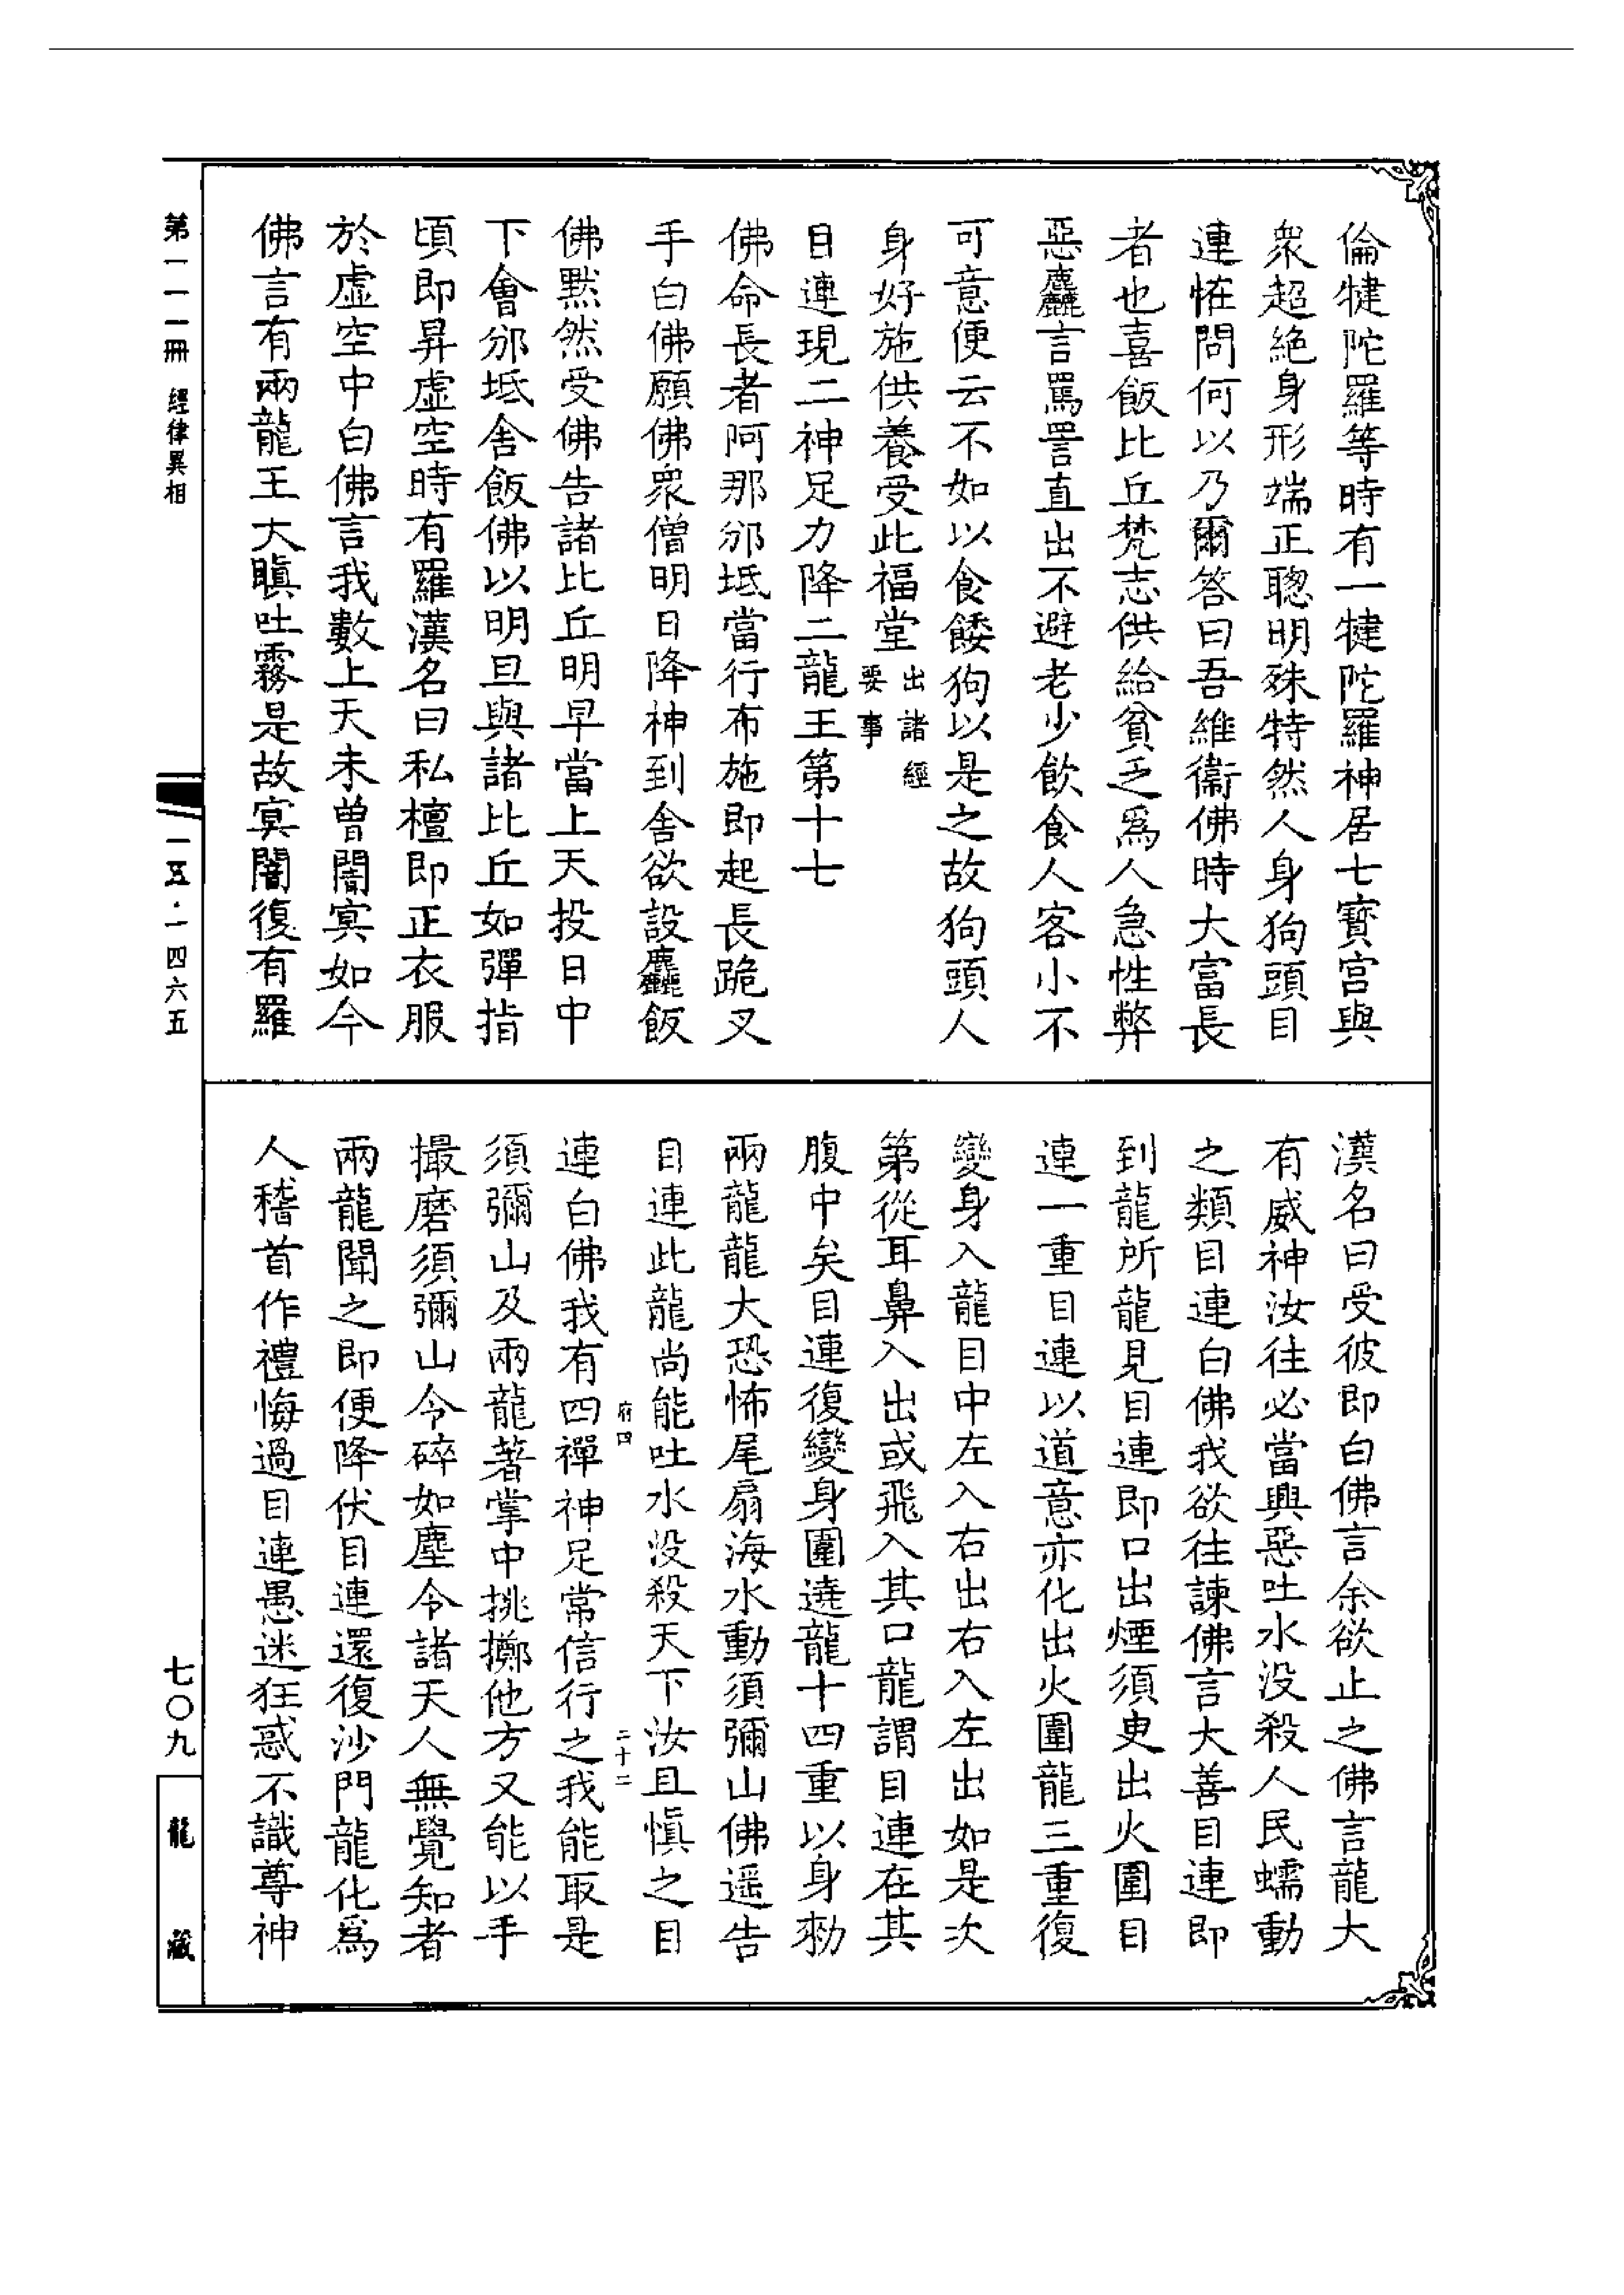 倫犍陀羅等時有一犍陀羅神居七寶宮與
衆超絶身形端正聰明殊特然人身狗頭目
連恠問何以乃爾答曰吾維衞佛時大富長
者也喜飯比丘梵志供給貧乏爲人急性弊
惡麤言罵詈直出不避老少飲食人客小不
可意便云不如以食餧狗以是之故狗頭人
身好施供養受此福堂出諸經要事
目連現二神足力降二龍王第十七
佛命長者阿那邠坻當行布施即起長跪叉
手白佛願佛衆僧明日降神到舍欲設麤飯
佛默然受佛告諸比丘明早當上天投日中
下會邠坻舍飯佛以明旦與諸比丘如彈指
頃即昇虛空時有羅漢名曰私檀即正衣服
於虛空中白佛言我數上天未曾闇冥如今
佛言有兩龍王大瞋吐霧是故冥闇復有羅
漢名曰受彼即白佛言余欲止之佛言龍大
有威神汝往必當興惡吐水没殺人民蠕動
之類目連白佛我欲往諫佛言大善目連即
到龍所龍見目連即口出煙須臾出火圍目
連一重目連以道意亦化出火圍龍三重復
變身入龍目中左入右出右入左出如是次
第從耳鼻入出或飛入其口龍謂目連在其
腹中矣目連復變身圍遶龍十四重以身勑
兩龍龍大恐怖尾扇海水動須彌山佛遥告
目連此龍尚能吐水没殺天下汝且愼之目
府四 二十二
連白佛我有四禪神足常信行之我能取是
須彌山及兩龍著掌中挑擲他方又能以手
撮磨須彌山令碎如塵令諸天人無覺知者
兩龍聞之即便降伏目連還復沙門龍化爲
人稽首作禮悔過目連愚迷狂惑不識尊神
第一一一冊 經律異相
一五・一四六五
七〇九
龍藏